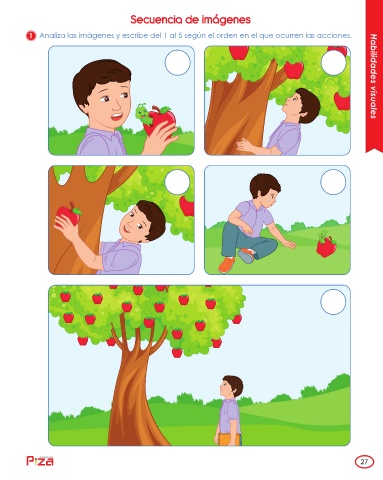 Secuencia de imágenes
1 Analiza las imágenes y escribe del 1 al 5 según el orden en el que ocurren las acciones.
Habilidades visuales
P:za
27